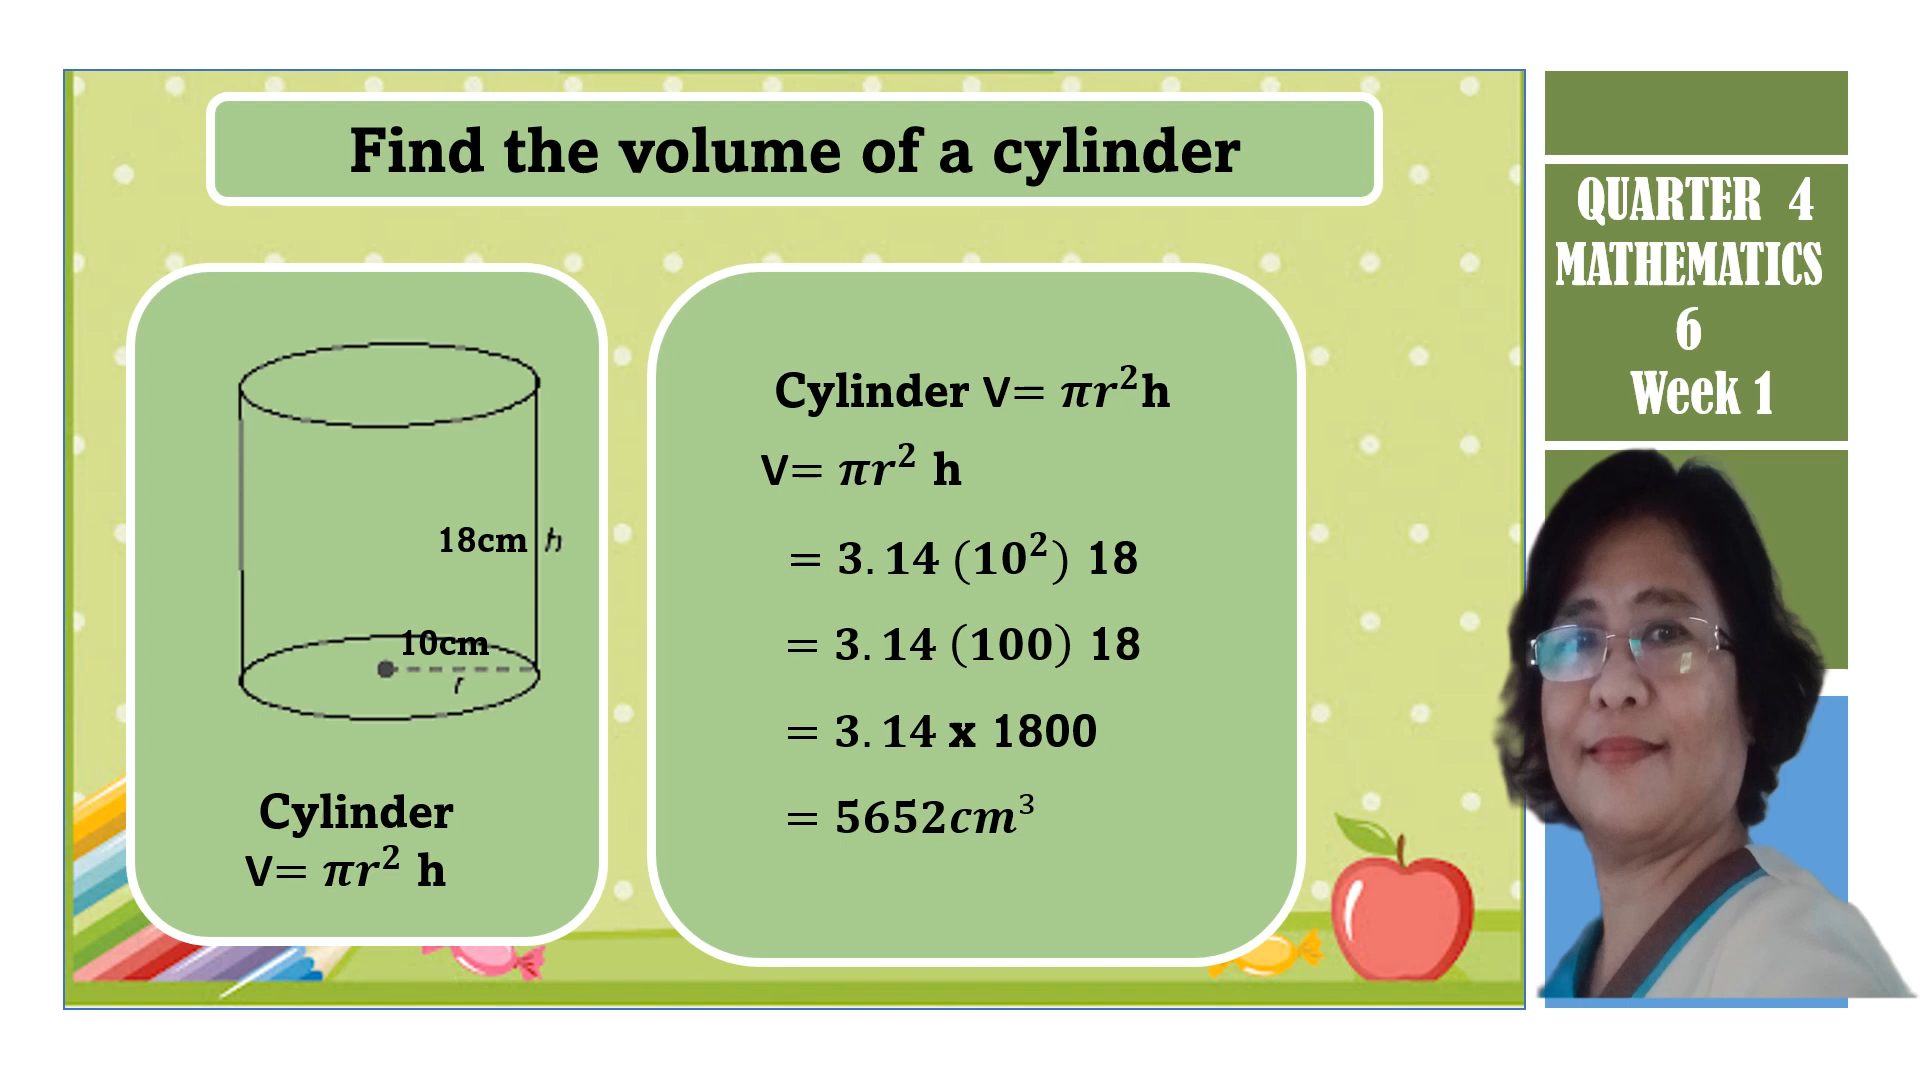 Find the volume of a cylinder
18cm h
10cm
r
Cylinder
V= πr² h
Cylinder V= πr²h
V= πr² h
= 3.14 (10²) 18
= 3.14 (100) 18
= 3.14 x 1800
= 5652cm³
QUARTER 4
MATHEMATICS
6
Week 1